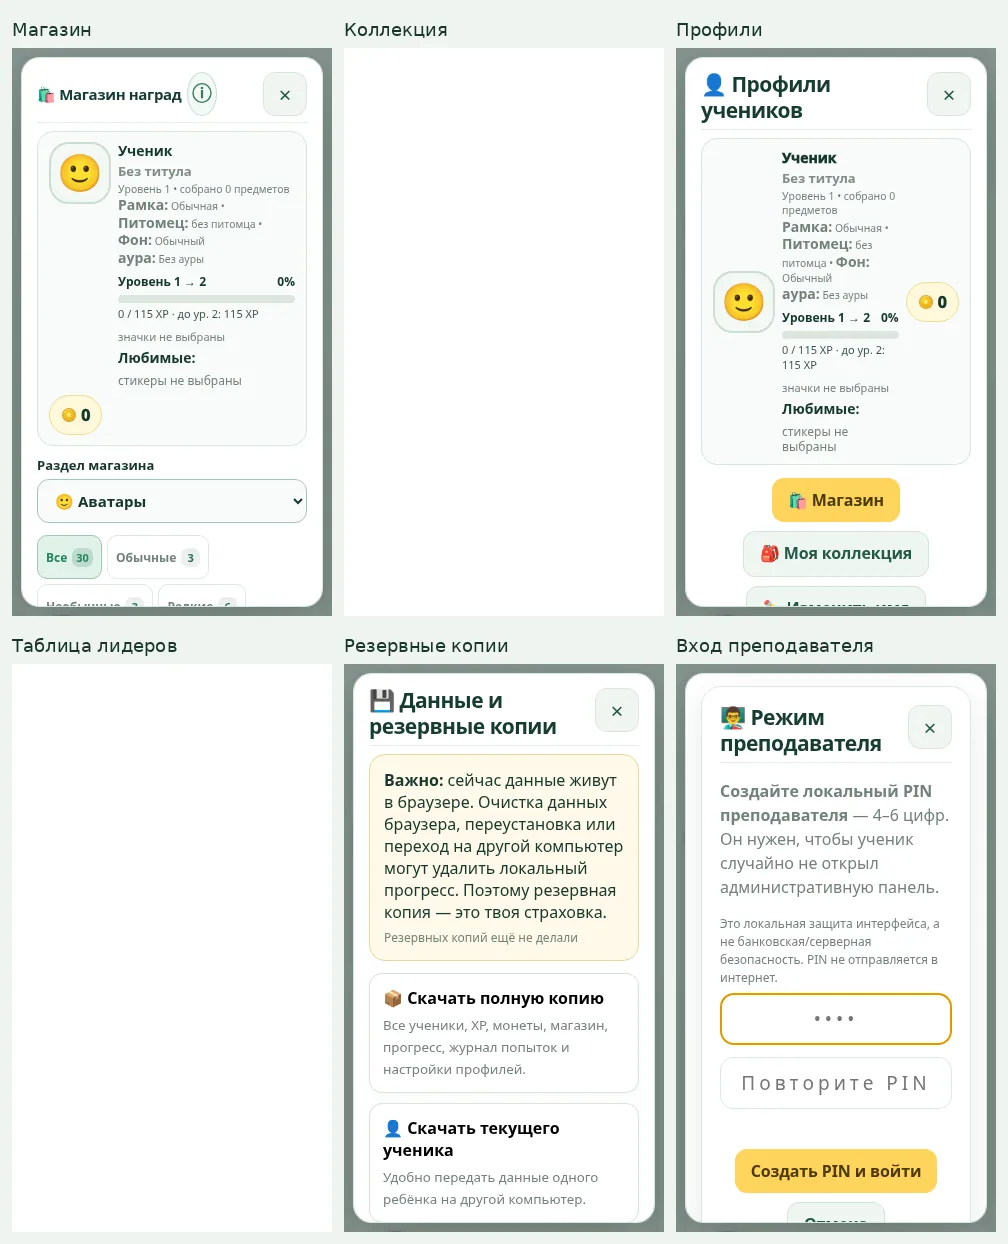 Магазин
Коллекция
Профили
🛍️ Магазин наград ⓘ
×
Ученик
Без титула
Уровень 1 • собрано 0 предметов
Рамка: Обычная •
Питомец: без питомца •
Фон: Обычный
аура: Без ауры
Уровень 1 → 2 0%
0 / 115 XP · до ур. 2: 115 XP
значки не выбраны
Любимые:
стикеры не выбраны
0
Раздел магазина
🙂 Аватары
Все 30
Обычные 3
Необычные 3
Редкие 6
👤 Профили
учеников
×
Ученик
Без титула
Уровень 1 • собрано 0
предметов
Рамка: Обычная •
Питомец: без
питомца • Фон:
Обычный
аура: Без ауры
Уровень 1 → 2 0%
0 / 115 XP · до ур. 2:
115 XP
значки не выбраны
Любимые:
стикеры не
выбраны
0
🛍️ Магазин
🎒 Моя коллекция
Изменить имя
Таблица лидеров
Резервные копии
Вход преподавателя
💾 Данные и
резервные копии
×
Важно: сейчас данные живут
в браузере. Очистка данных
браузера, переустановка или
переход на другой компьютер
могут удалить локальный
прогресс. Поэтому резервная
копия — это твоя страховка.
Резервных копий ещё не делали
📦 Скачать полную копию
Все ученики, XP, монеты, магазин,
прогресс, журнал попыток и
настройки профилей.
👤 Скачать текущего
ученика
Удобно передать данные одного
ребёнка на другой компьютер.
👨‍🏫 Режим
преподавателя
×
Создайте локальный PIN
преподавателя — 4–6 цифр.
Он нужен, чтобы ученик
случайно не открыл
административную панель.
Это локальная защита интерфейса, а
не банковская/серверная
безопасность. PIN не отправляется в
интернет.
••••
Повторите PIN
Создать PIN и войти
Отмена